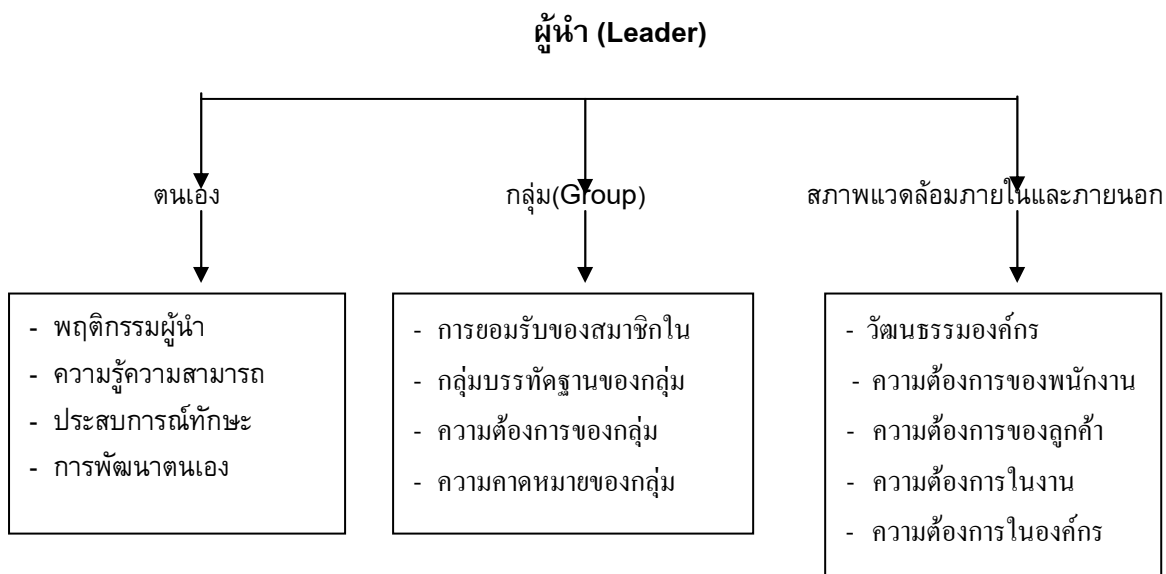 ผู้นำ (Leader)
ตนเอง
กลุ่ม(Group)
สภาพแวดล้อมภายในและภายนอก
- พฤติกรรมผู้นำ
- ความรู้ความสามารถ
- ประสบการณ์ทักษะ
- การพัฒนาตนเอง
- การยอมรับของสมาชิกใน
- กลุ่มบรรทัดฐานของกลุ่ม
- ความต้องการของกลุ่ม
- ความคาดหมายของกลุ่ม
- วัฒนธรรมองค์กร
- ความต้องการของพนักงาน
- ความต้องการของลูกค้า
- ความต้องการในงาน
- ความต้องการในองค์กร